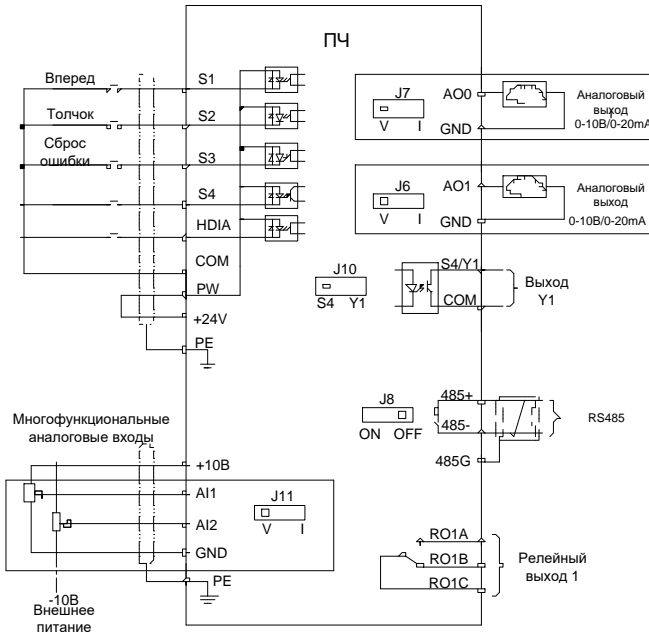 ПЧ
Вперед
S1
Толчок
S2
Сброс
ошибки
S3
S4
HDIA
COM
PW
+24V
PE
J7
V I
AO0
GND
Аналоговый
выход
0-10В/0-20mA
J6
V I
AO1
GND
Аналоговый
выход
0-10В/0-20mA
J10
S4 Y1
S4/Y1
COM
Выход
Y1
J8
ON OFF
485+
485-
485G
RS485
Многофункциональные
аналоговые входы
+10В
AI1
AI2
GND
PE
J11
V I
-10В
Внешнее
питание
RO1A
RO1B
RO1C
Релейный
выход 1